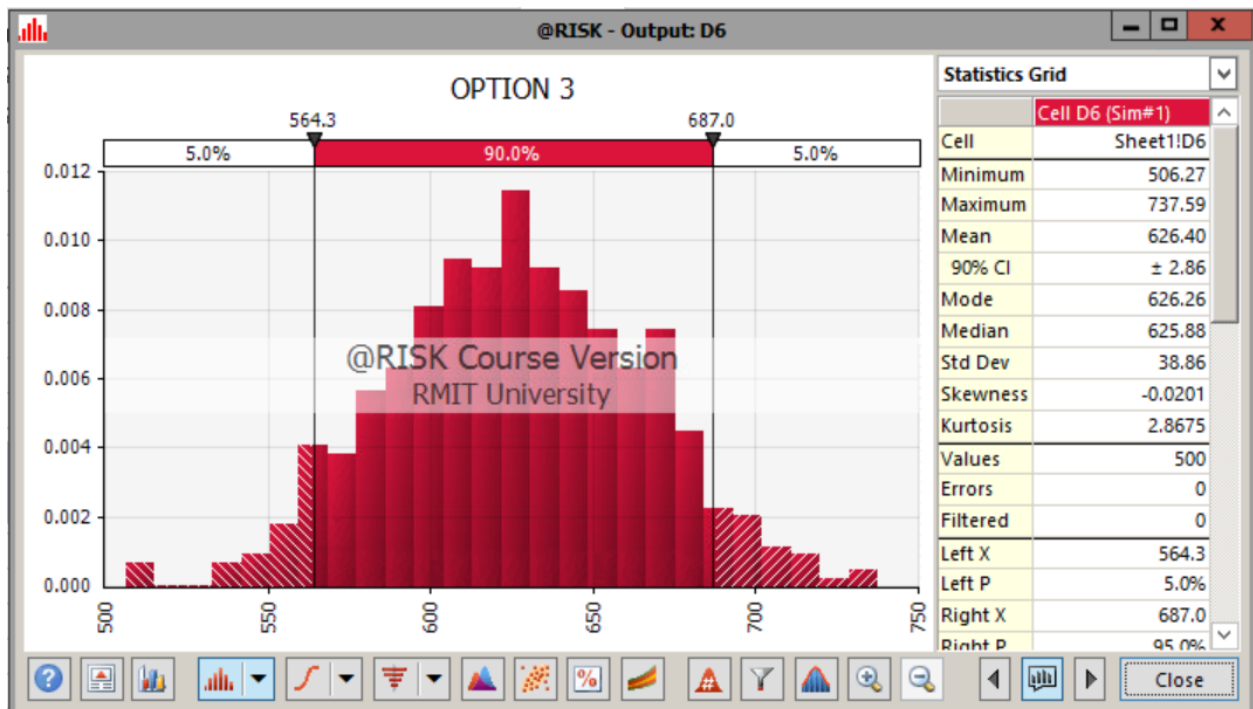 @RISK - Output: D6
OPTION 3
564.3 687.0
5.0% 90.0% 5.0%
0.012
0.010
0.008
0.006
0.004
0.002
0.000
500 550 600 650 700 750
@RISK Course Version
RMIT University
Statistics Grid
Cell D6 (Sim#1)
Cell Sheet1!D6
Minimum 506.27
Maximum 737.59
Mean 626.40
90% CI ± 2.86
Mode 626.26
Median 625.88
Std Dev 38.86
Skewness -0.0201
Kurtosis 2.8675
Values 500
Errors 0
Filtered 0
Left X 564.3
Left P 5.0%
Right X 687.0
Right P 95.0%
? % # Close